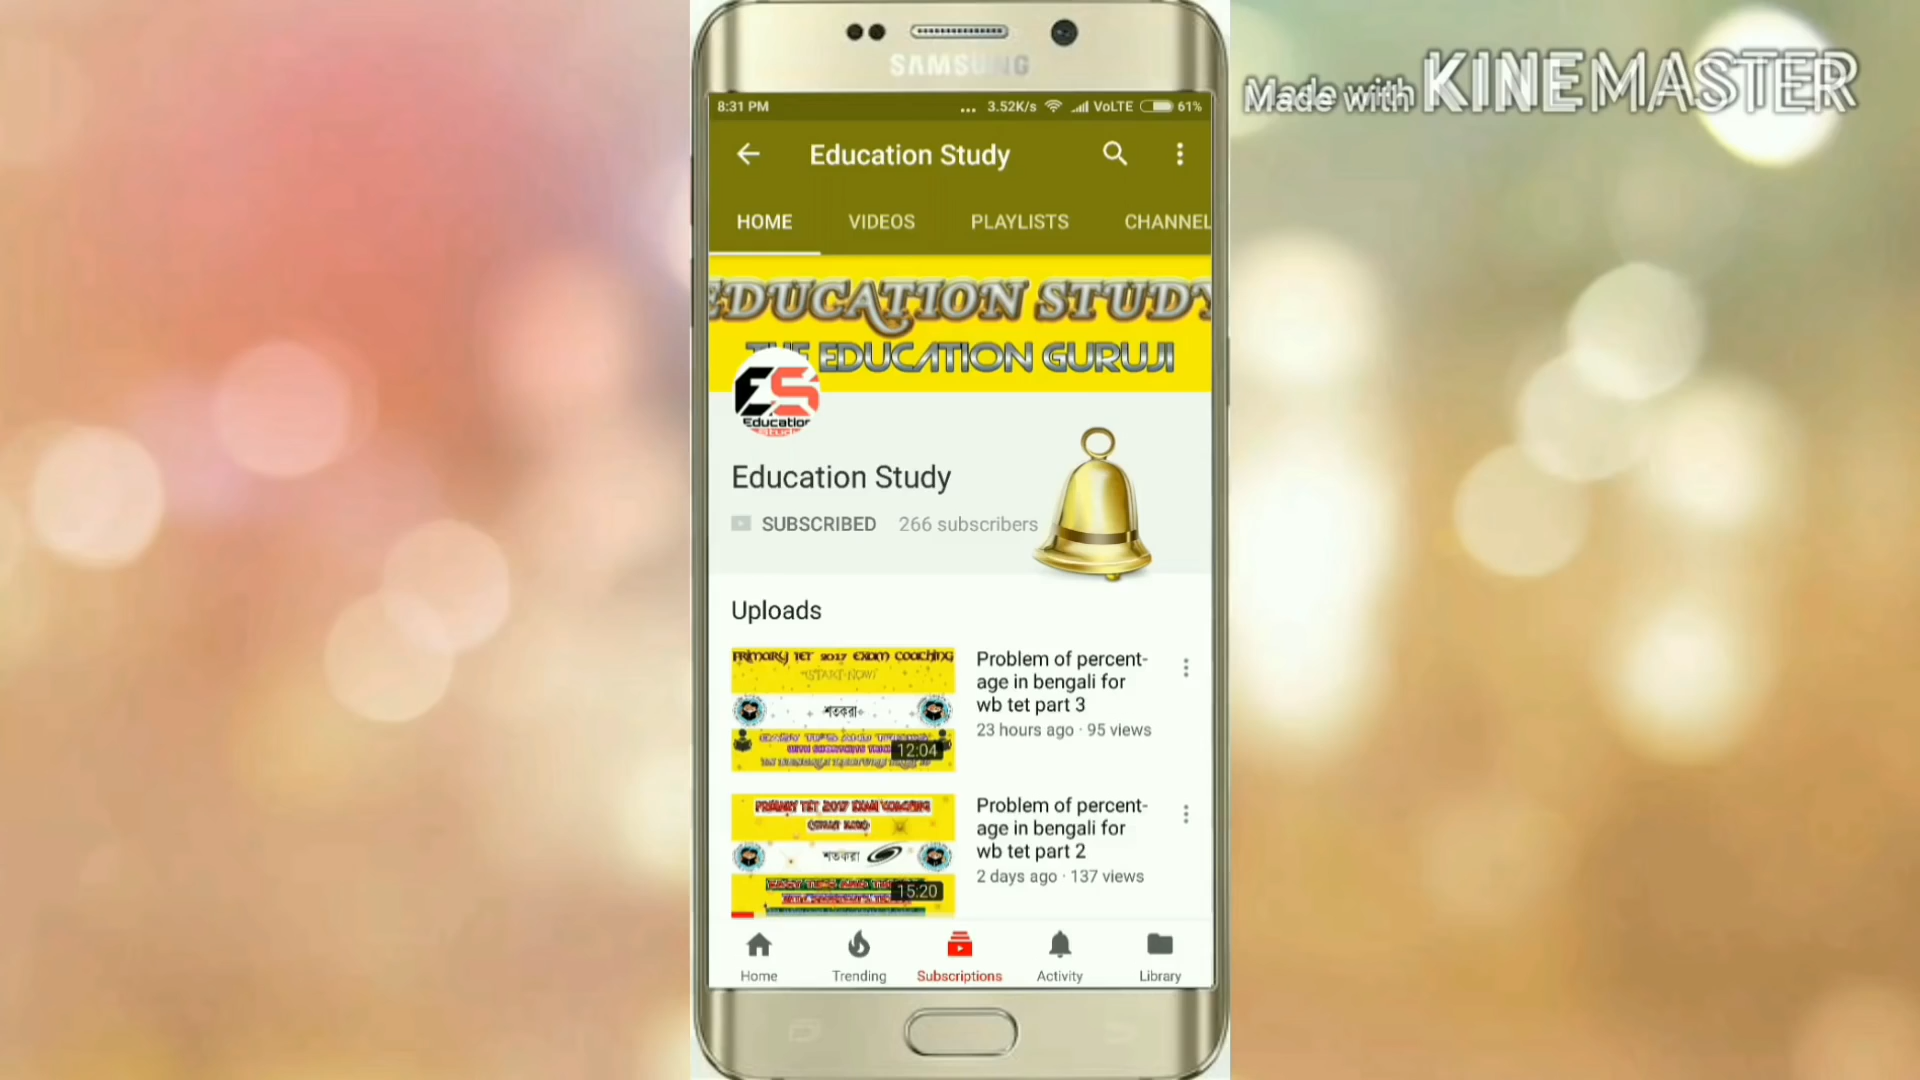 SAMSUNG
Made with KINEMASTER
8:31 PM ... 3.52K/s VoLTE 61%
Education Study
HOME VIDEOS PLAYLISTS CHANNEL
EDUCATION STUDY
THE EDUCATION GURUJI
ES
Education
Education Study
SUBSCRIBED 266 subscribers
Uploads
PRIMARY TET 2017 EXAM COACHING
(START NOW)
শতকরা
12:04
Problem of percent-
age in bengali for
wb tet part 3
23 hours ago · 95 views
PRIMARY TET 2017 EXAM COACHING
(START NOW)
শতকরা
15:20
Problem of percent-
age in bengali for
wb tet part 2
2 days ago · 137 views
Home Trending Subscriptions Activity Library